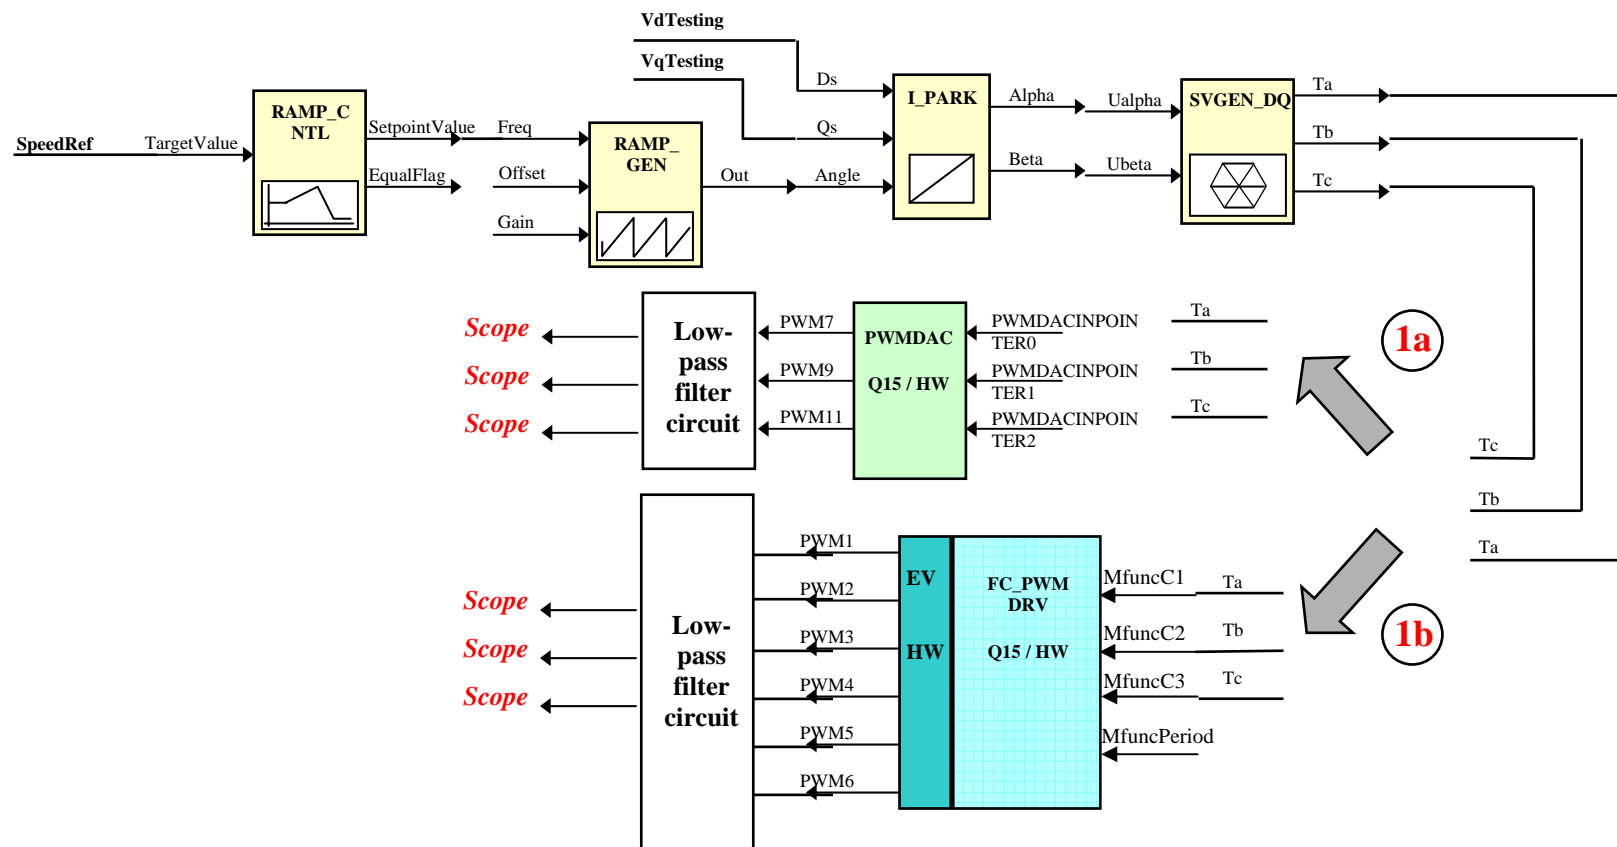 VdTesting
VqTesting
Ds
Qs
RAMP_C
NTL
SpeedRef
TargetValue
SetpointValue
EqualFlag
Freq
Offset
Gain
RAMP_
GEN
Out
Angle
I_PARK
Alpha
Beta
Ualpha
Ubeta
SVGEN_DQ
Ta
Tb
Tc
Scope
Scope
Scope
Low-
pass
filter
circuit
PWM7
PWM9
PWM11
PWMDAC
Q15 / HW
PWMDACINPOIN
TER0
PWMDACINPOIN
TER1
PWMDACINPOIN
TER2
Ta
Tb
Tc
1a
Tc
Tb
Ta
1b
Scope
Scope
Scope
Low-
pass
filter
circuit
PWM1
PWM2
PWM3
PWM4
PWM5
PWM6
EV
HW
FC_PWM
DRV
Q15 / HW
MfuncC1
MfuncC2
MfuncC3
MfuncPeriod
Ta
Tb
Tc